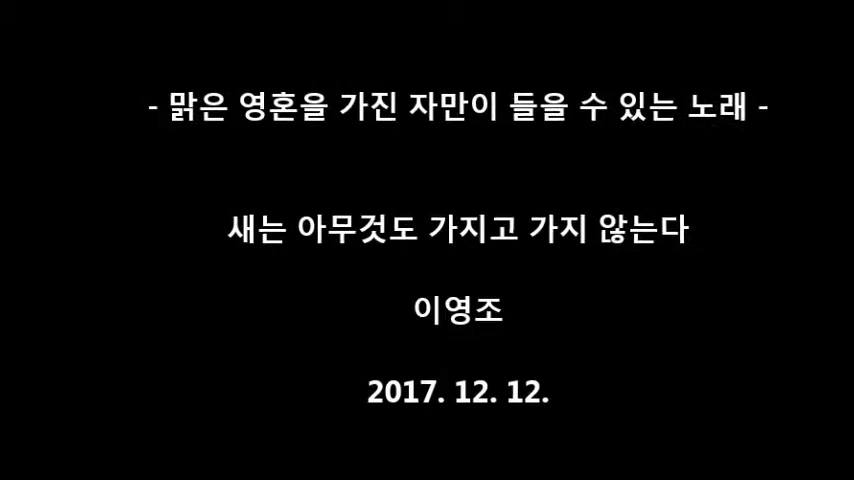 - 맑은 영혼을 가진 자만이 들을 수 있는 노래 -
새는 아무것도 가지고 가지 않는다
이영조
2017. 12. 12.